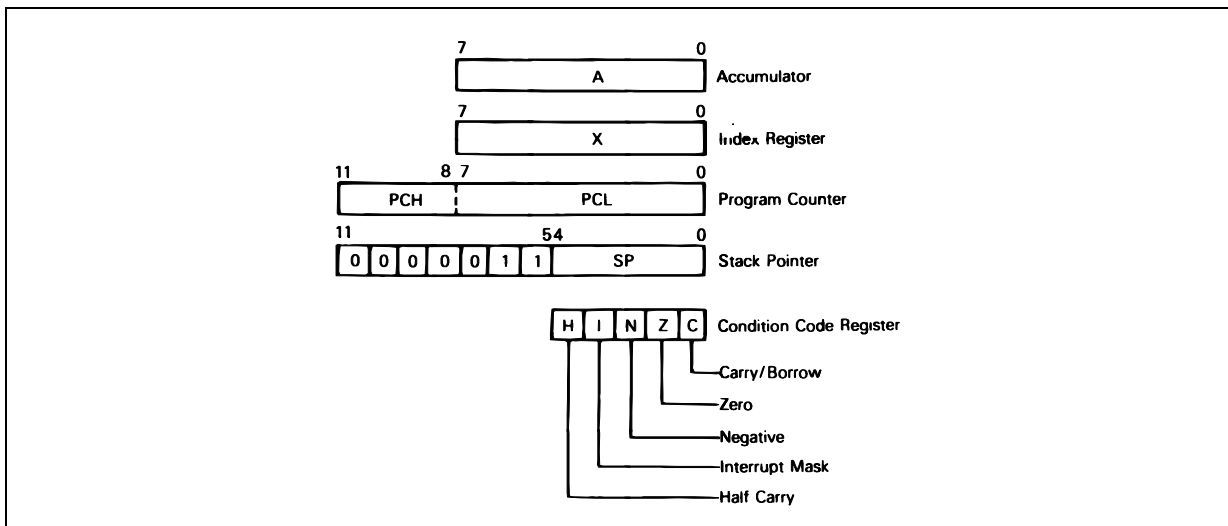 7 0
A Accumulator
7 0
X Index Register
11 8 7 0
PCH PCL Program Counter
11 5 4 0
0 0 0 0 0 1 1 SP Stack Pointer
H I N Z C Condition Code Register
Carry/Borrow
Zero
Negative
Interrupt Mask
Half Carry